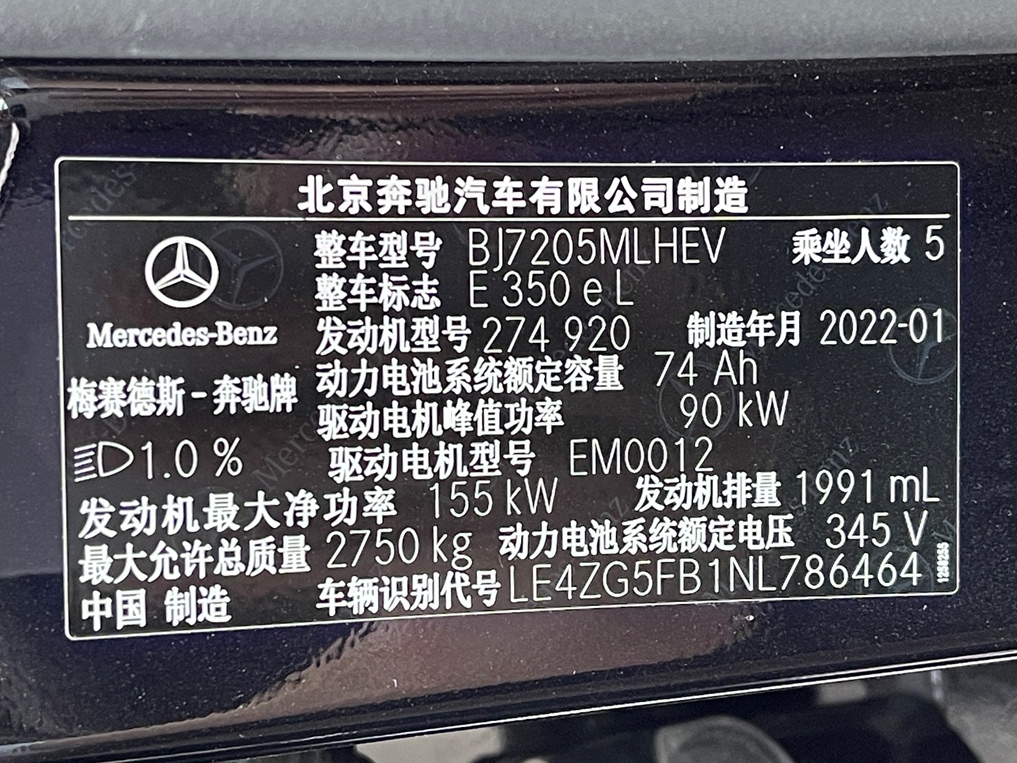 北京奔驰汽车有限公司制造
Mercedes-Benz
梅赛德斯-奔驰牌
整车型号 BJ7205MLHEV 乘坐人数 5
整车标志 E 350 e L
发动机型号 274 920 制造年月 2022-01
动力电池系统额定容量 74 Ah
驱动电机峰值功率 90 kW
1.0 % 驱动电机型号 EM0012
发动机最大净功率 155 kW 发动机排量 1991 mL
最大允许总质量 2750 kg 动力电池系统额定电压 345 V
中国 制造 车辆识别代号 LE4ZG5FB1NL786464